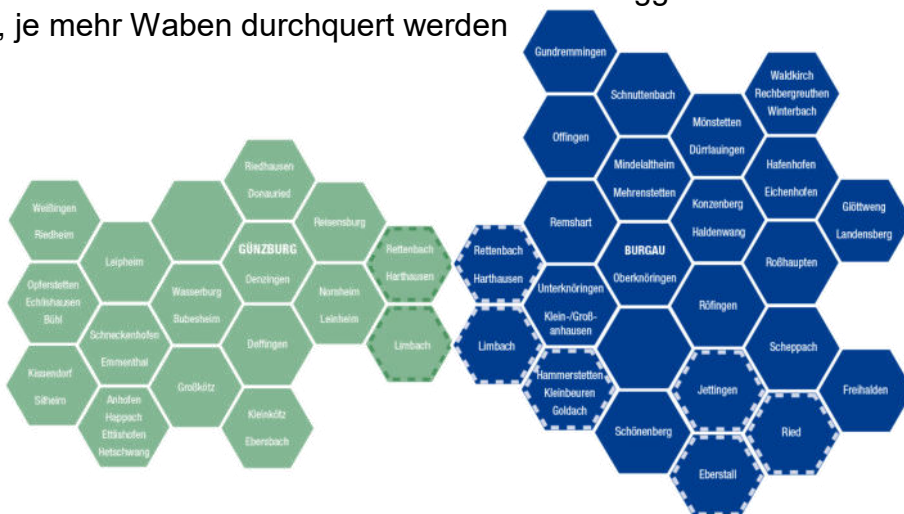 , je mehr Waben durchquert werden
Weißingen
Riedheim
Opferstetten
Echlishausen
Bühl
Kissendorf
Silheim
Leipheim
Schneckenhofen
Emmenthal
Anhofen
Happach
Ettlishofen
Hetschwang
Wasserburg
Bubesheim
Großkötz
Riedhausen
Donauried
GÜNZBURG
Denzingen
Deffingen
Kleinkötz
Ebersbach
Reisensburg
Nornheim
Leinheim
Rettenbach
Harthausen
Limbach
Rettenbach
Harthausen
Limbach
Gundremmingen
Offingen
Remshart
Unterknöringen
Klein-/Groß-
anhausen
Hammerstetten
Kleinbeuren
Goldach
Schnuttenbach
Mindelaltheim
Mehrenstetten
BURGAU
Oberknöringen
Schönenberg
Mönstetten
Dürrlauingen
Konzenberg
Haldenwang
Röfingen
Jettingen
Eberstall
Waldkirch
Rechbergreuthen
Winterbach
Hafenhofen
Eichenhofen
Roßhaupten
Scheppach
Ried
Glöttweng
Landensberg
Freihalden